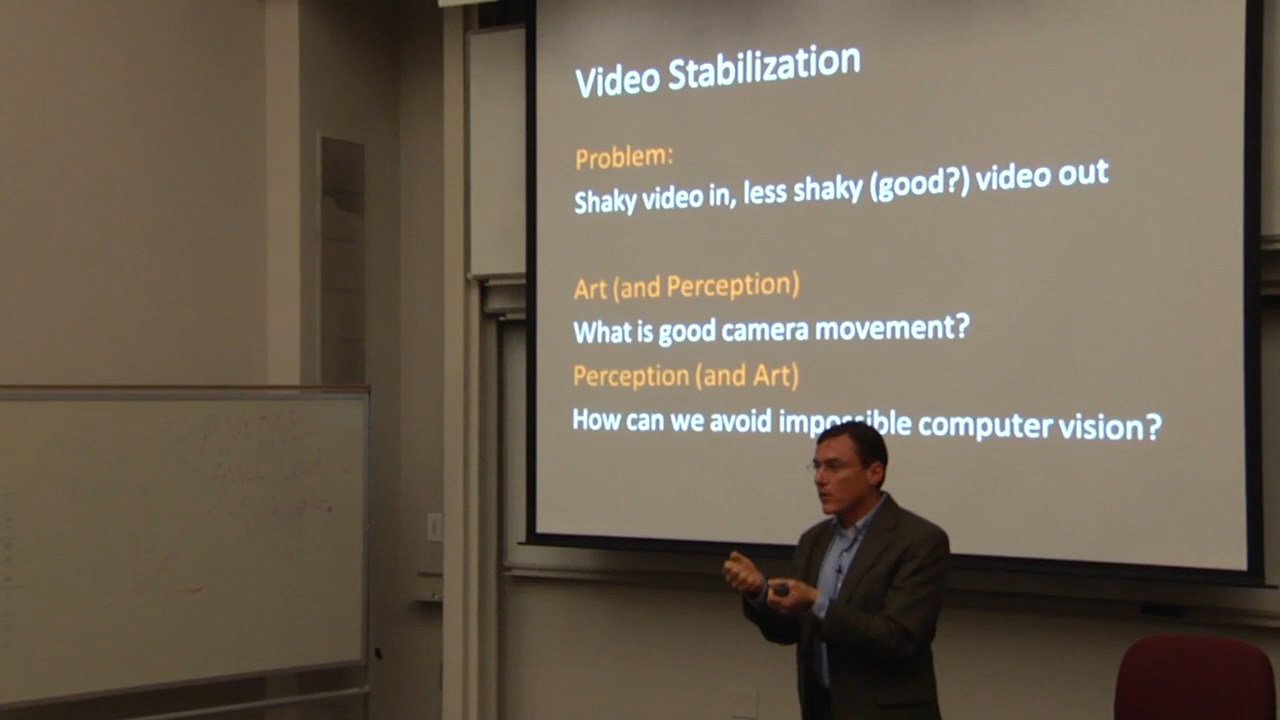 Video Stabilization
Problem:
Shaky video in, less shaky (good?) video out
Art (and Perception)
What is good camera movement?
Perception (and Art)
How can we avoid impossible computer vision?